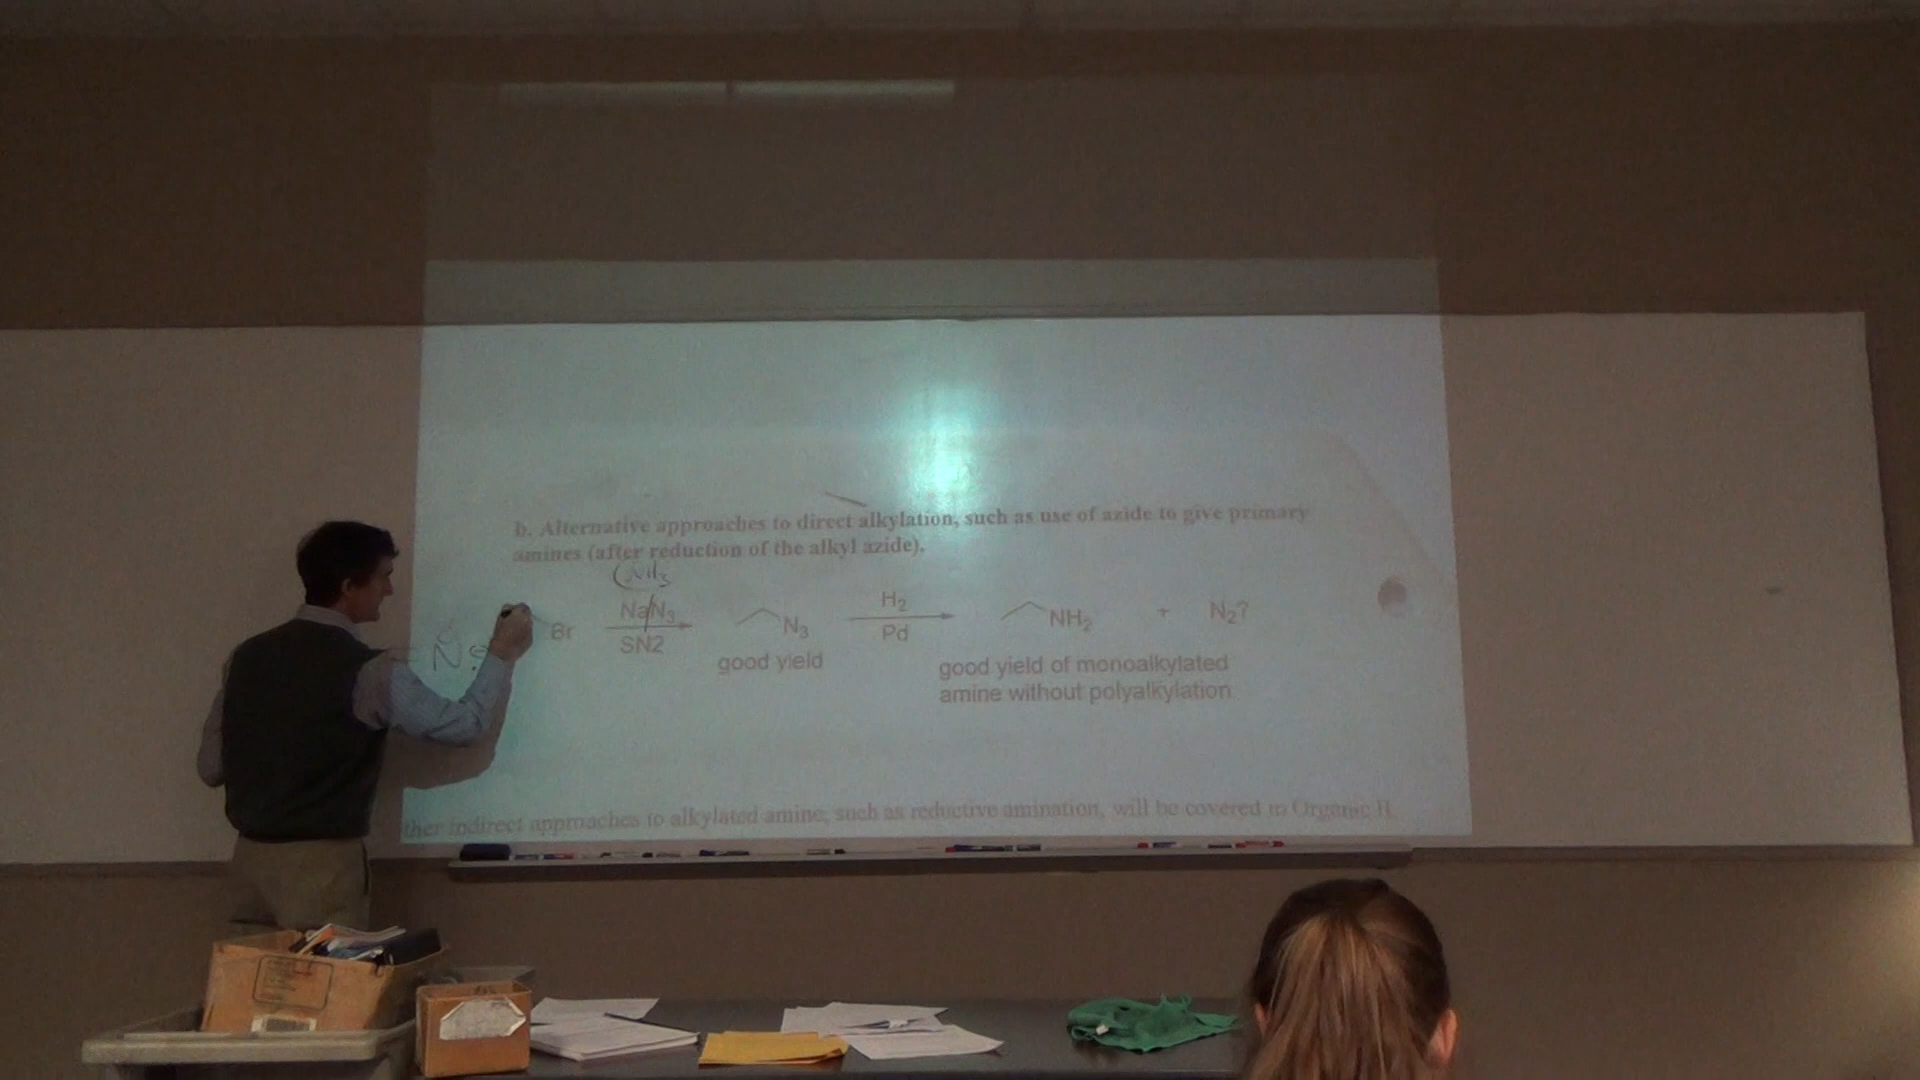 b. Alternative approaches to direct alkylation, such as use of azide to give primary
amines (after reduction of the alkyl azide).
Br
NaN₃
SN2
N₃
good yield
H₂
Pd
NH₂ + N₂?
good yield of monoalkylated
amine without polyalkylation
ther indirect approaches to alkylated amine, such as reductive amination, will be covered in Organic II.